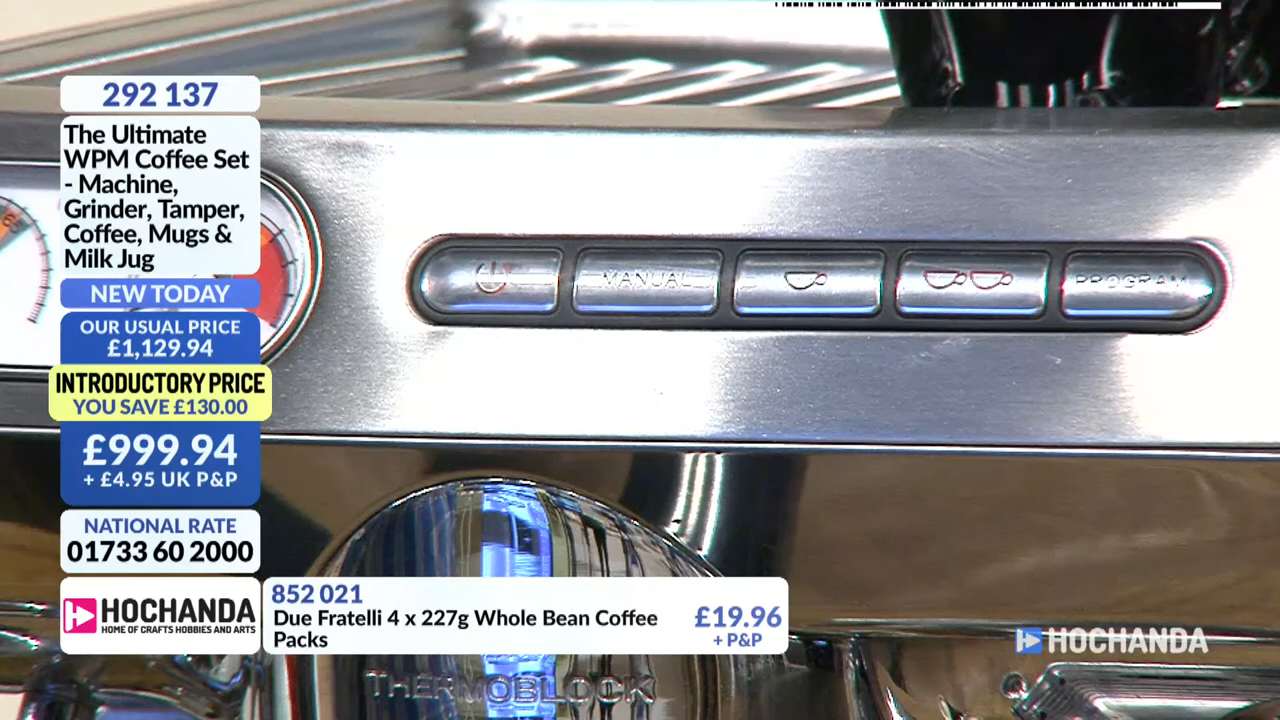 292 137
The Ultimate
WPM Coffee Set
- Machine,
Grinder, Tamper,
Coffee, Mugs &
Milk Jug
NEW TODAY
OUR USUAL PRICE
£1,129.94
INTRODUCTORY PRICE
YOU SAVE £130.00
£999.94
+ £4.95 UK P&P
NATIONAL RATE
01733 60 2000
HOCHANDA
HOME OF CRAFTS HOBBIES AND ARTS
852 021
Due Fratelli 4 x 227g Whole Bean Coffee
Packs
£19.96
+ P&P
MANUAL
PROGRAM
HOCHANDA
THERMOBLOCK